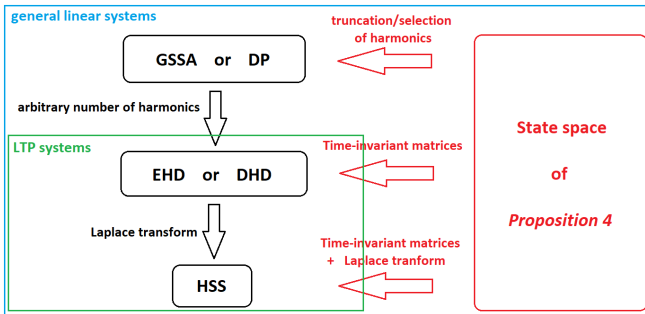 general linear systems
truncation/selection
of harmonics
GSSA or DP
arbitrary number of harmonics
State space
of
Proposition 4
LTP systems
Time-invariant matrices
EHD or DHD
Laplace transform
Time-invariant matrices
+ Laplace tranform
HSS